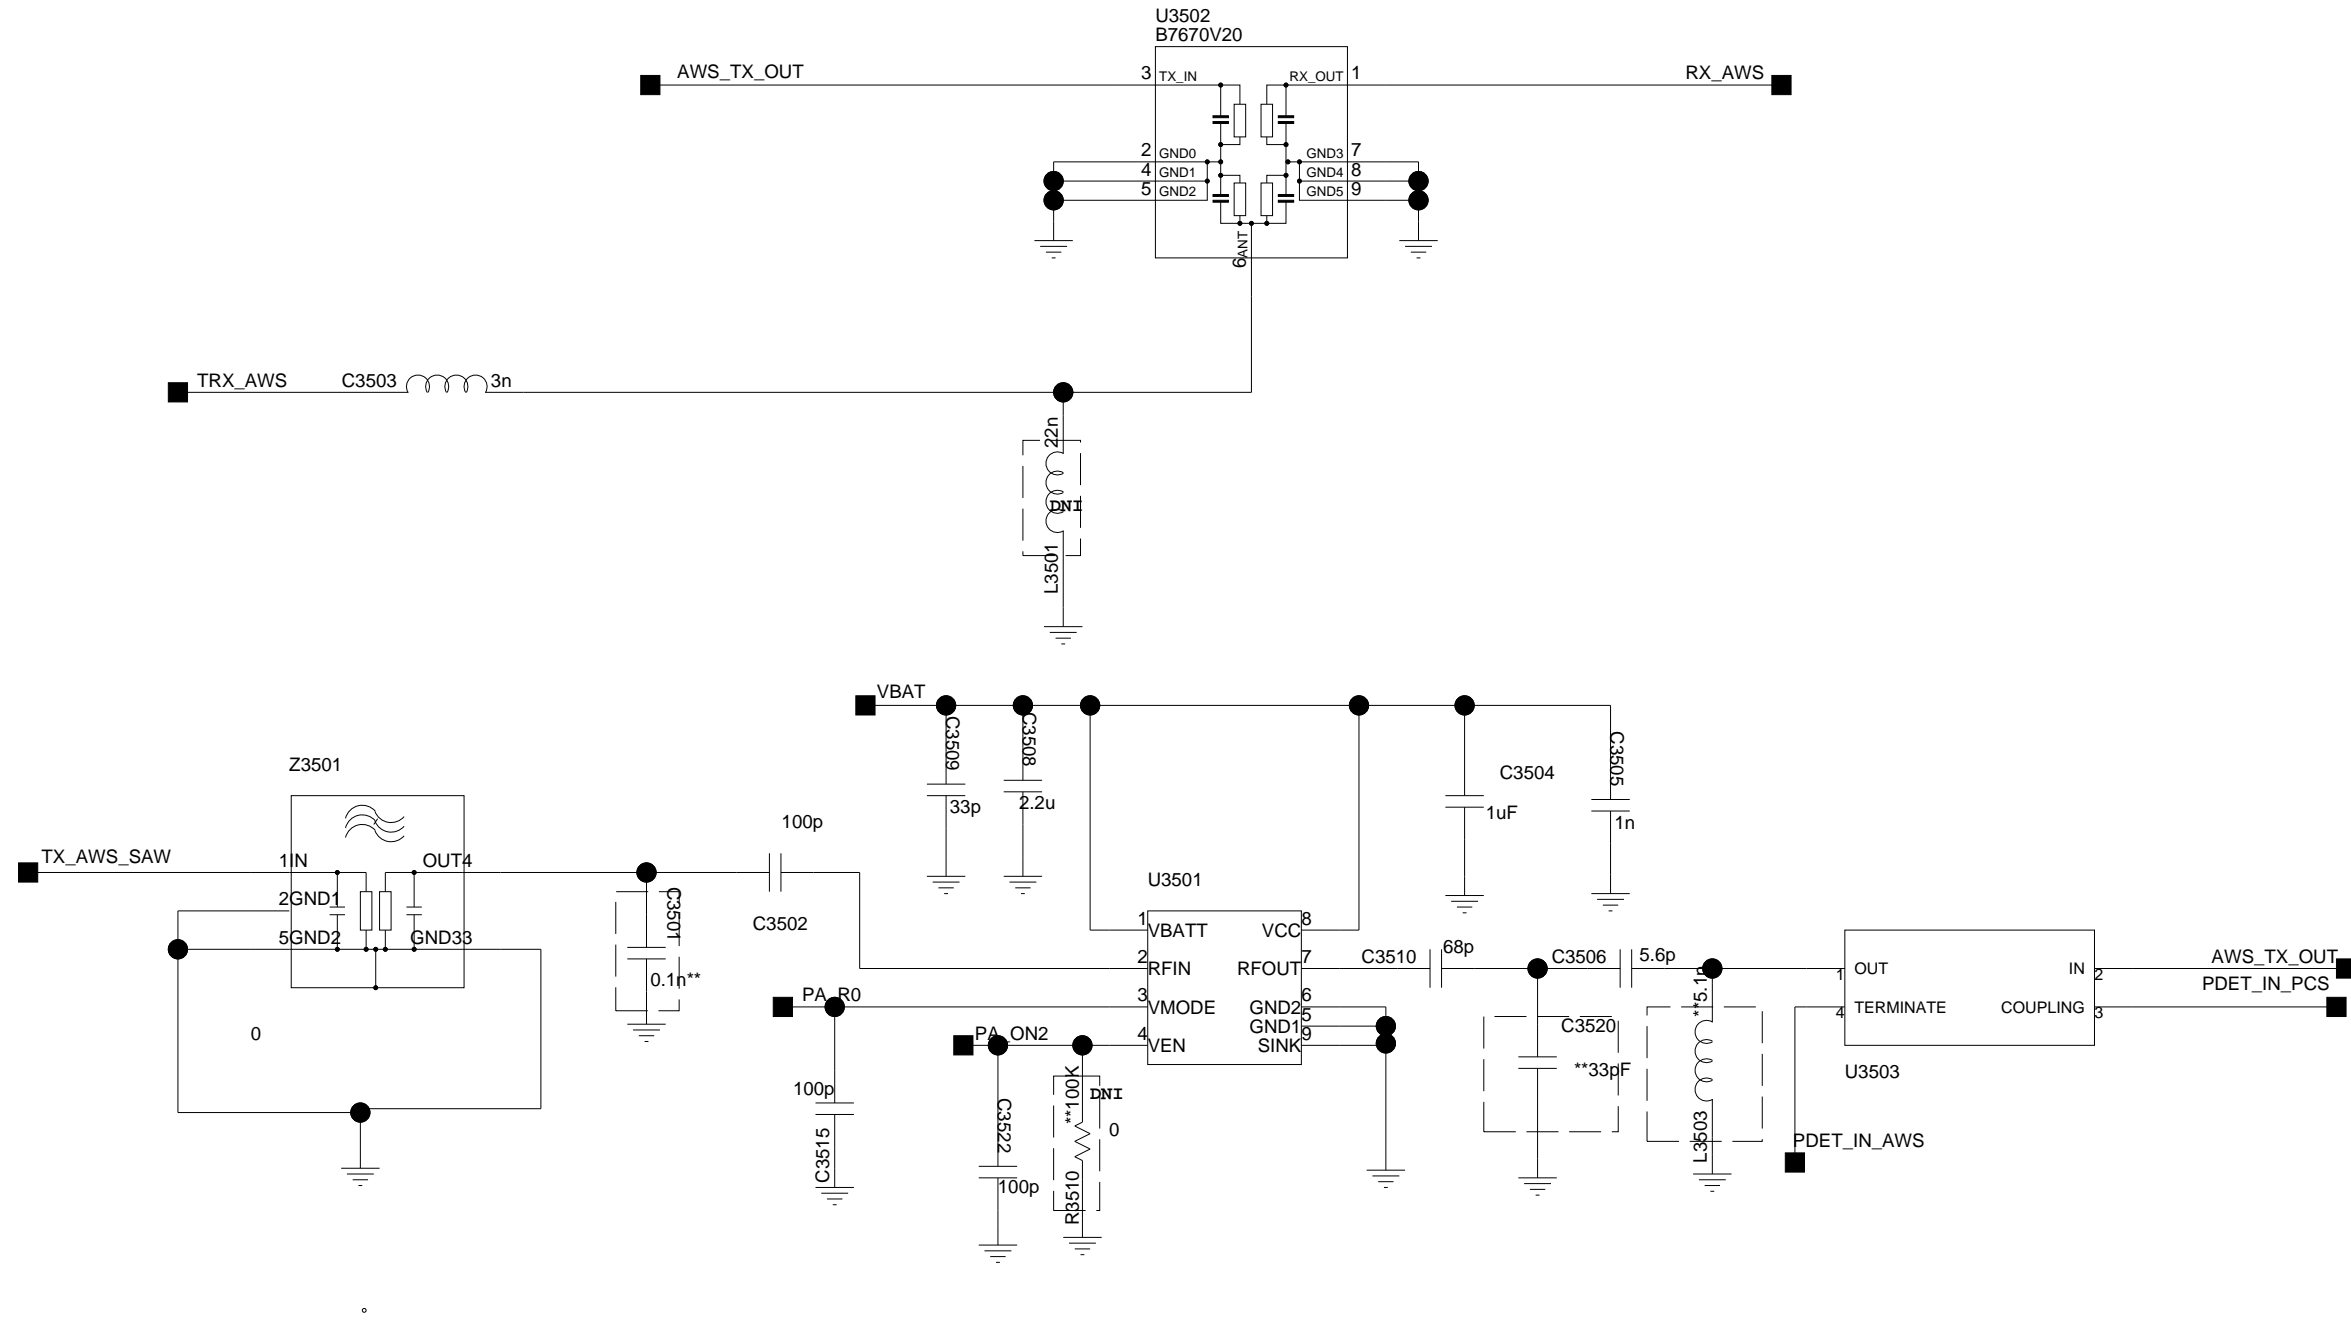 U3502
B7670V20
AWS_TX_OUT
3 TX_IN
RX_OUT 1
RX_AWS
2 GND0
GND3 7
4 GND1
GND4 8
5 GND2
GND5 9
6 ANT
TRX_AWS
C3503
3n
22n
DNI
L3501
VBAT
C3509
33p
C3508
2.2u
C3504
1uF
C3505
1n
Z3501
TX_AWS_SAW
1IN
OUT4
2GND1
5GND2
GND33
0
C3501
0.1n**
100p
C3502
U3501
1 VBATT
VCC 8
2 RFIN
RFOUT 7
3 VMODE
GND2 6
GND1 5
4 VEN
SINK 9
PA_R0
100p
C3515
PA_ON2
C3522
100p
**100K
DNI
0
R3510
C3510
68p
C3506
5.6p
C3520
**33pF
**5.1n
L3503
OUT 1
IN 2
TERMINATE 4
COUPLING 3
U3503
AWS_TX_OUT
PDET_IN_PCS
PDET_IN_AWS